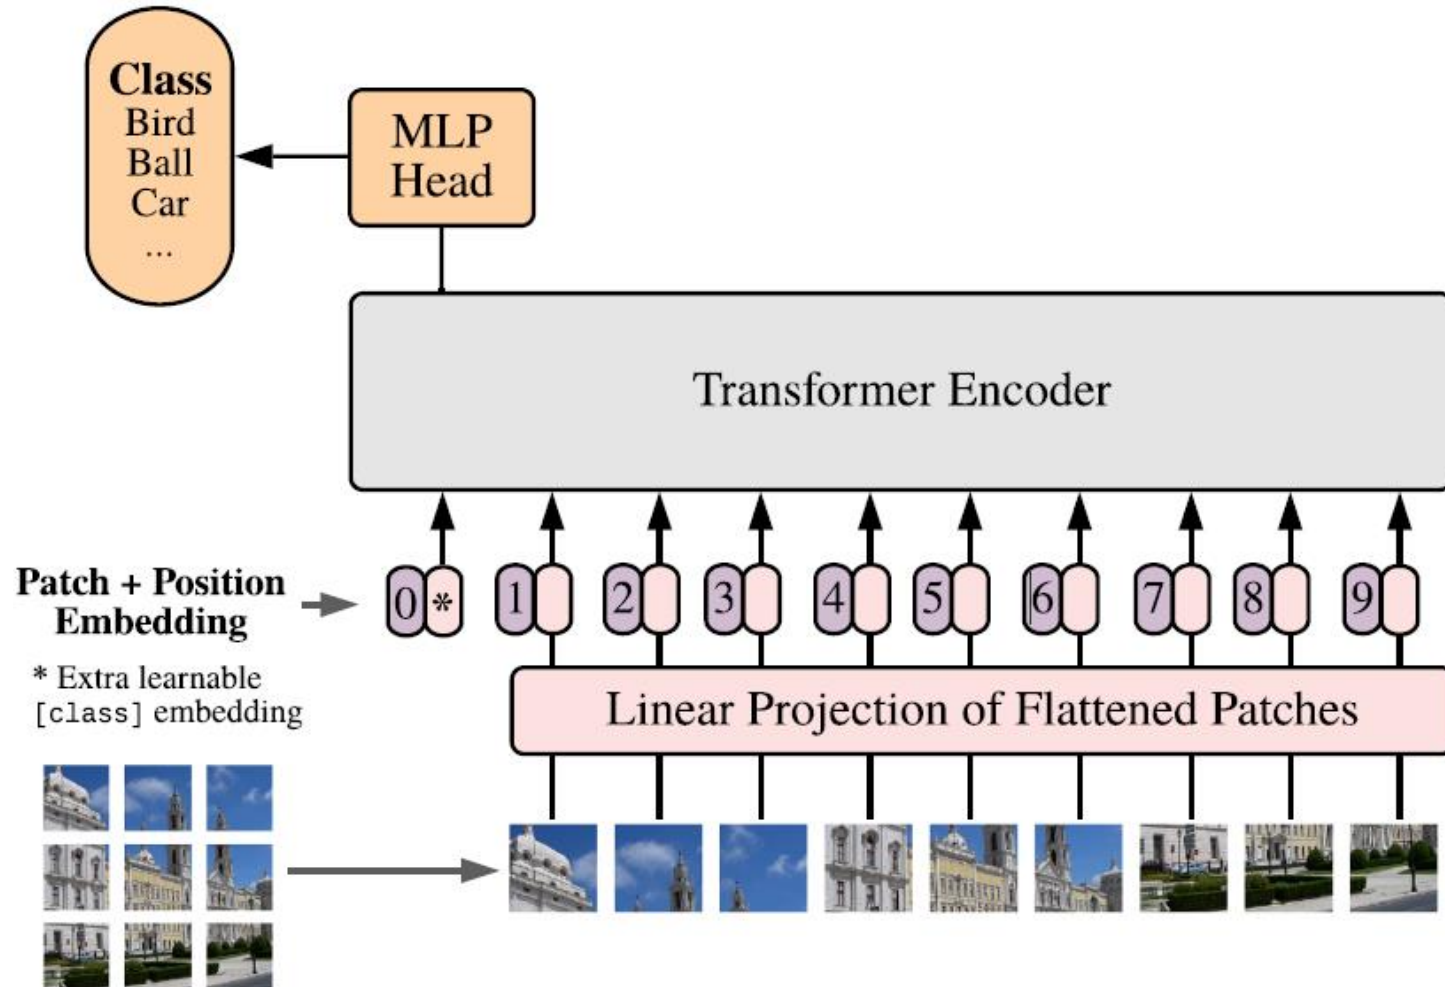 Class
Bird
Ball
Car
...
MLP
Head
Transformer Encoder
Patch + Position
Embedding
0 * 1 2 3 4 5 6 7 8 9
* Extra learnable
[class] embedding
Linear Projection of Flattened Patches